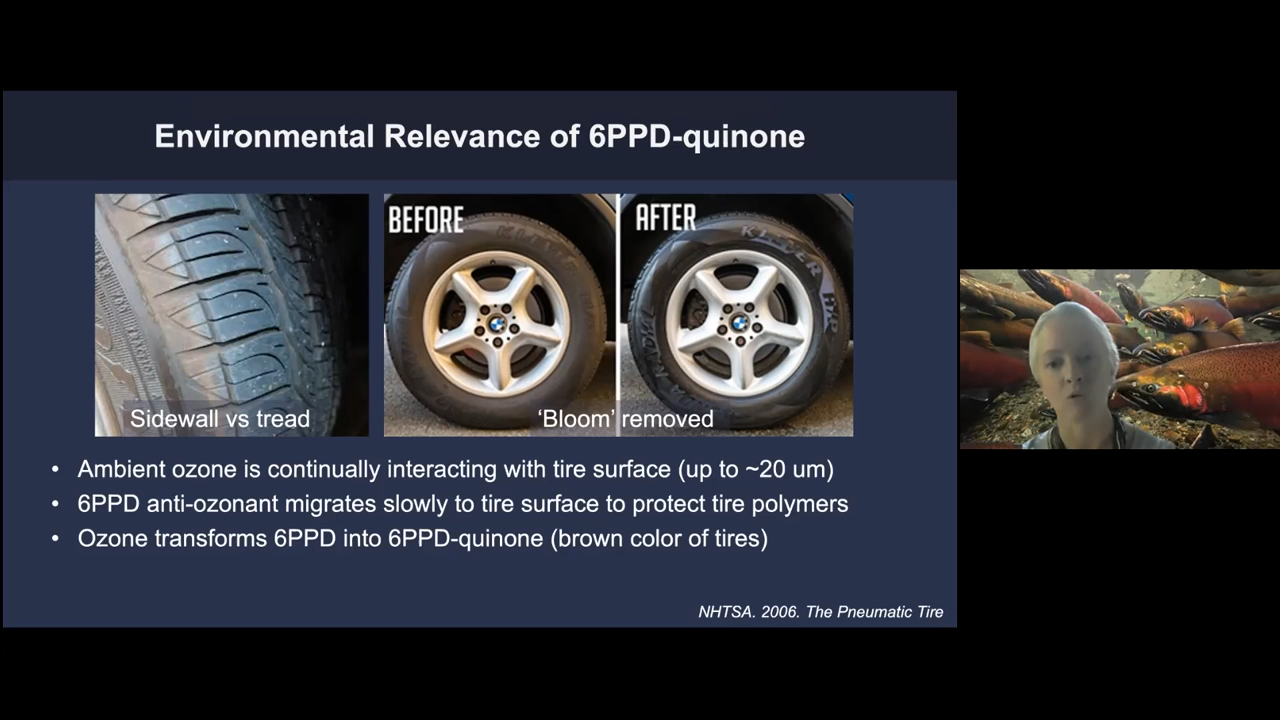 Environmental Relevance of 6PPD-quinone
BEFORE
AFTER
Sidewall vs tread
‘Bloom’ removed
• Ambient ozone is continually interacting with tire surface (up to ~20 um)
• 6PPD anti-ozonant migrates slowly to tire surface to protect tire polymers
• Ozone transforms 6PPD into 6PPD-quinone (brown color of tires)
NHTSA. 2006. The Pneumatic Tire